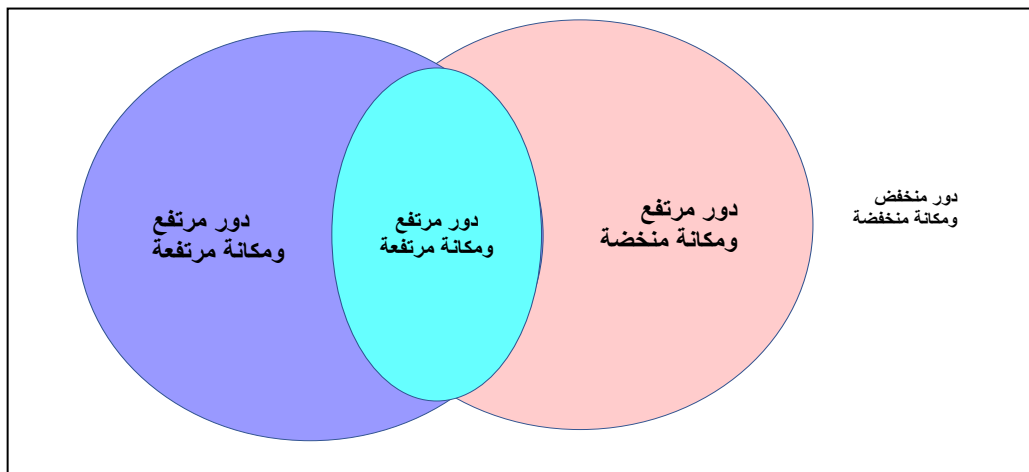 دور منخفض
ومكانة منخفضة
دور مرتفع
ومكانة منخضة
دور مرتفع
ومكانة مرتفعة
دور مرتفع
ومكانة مرتفعة